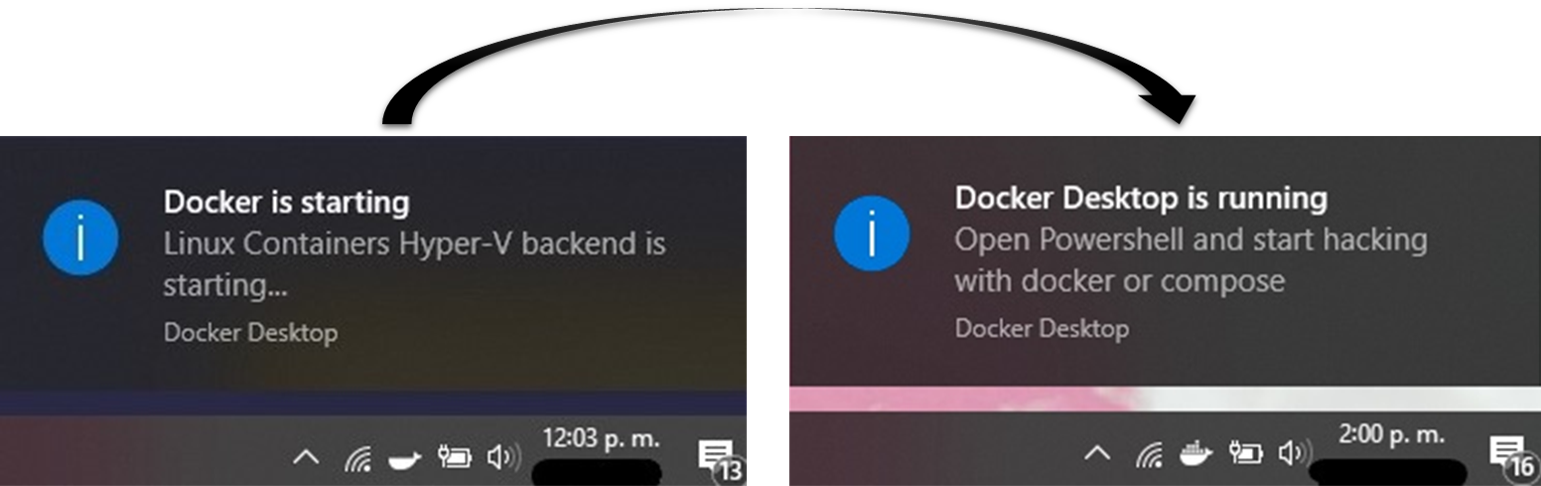 Docker is starting
Linux Containers Hyper-V backend is
starting...
Docker Desktop
12:03 p. m.
13
Docker Desktop is running
Open Powershell and start hacking
with docker or compose
Docker Desktop
2:00 p. m.
16